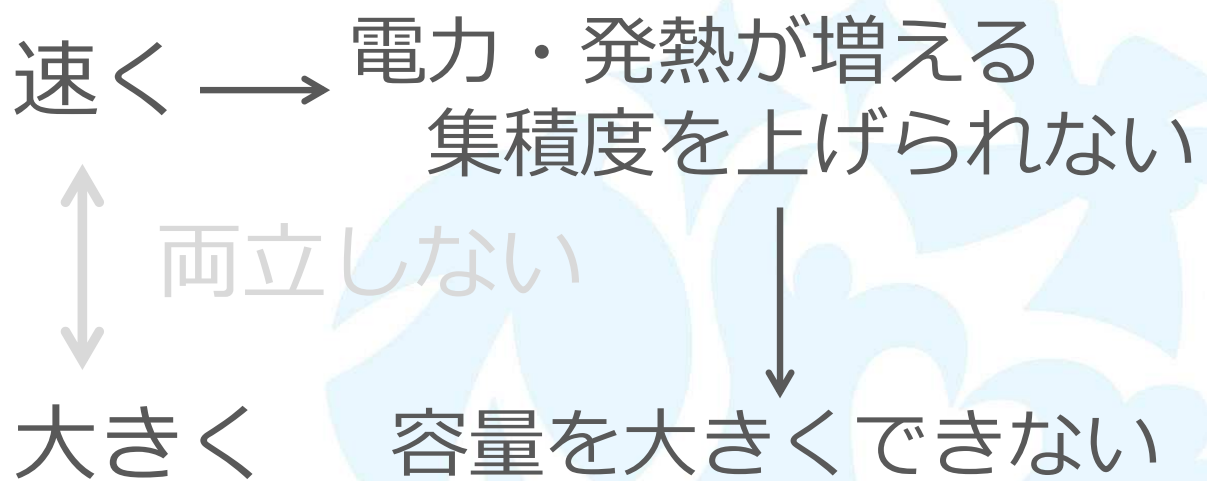 速く
電力・発熱が増える
集積度を上げられない
両立しない
大きく
容量を大きくできない